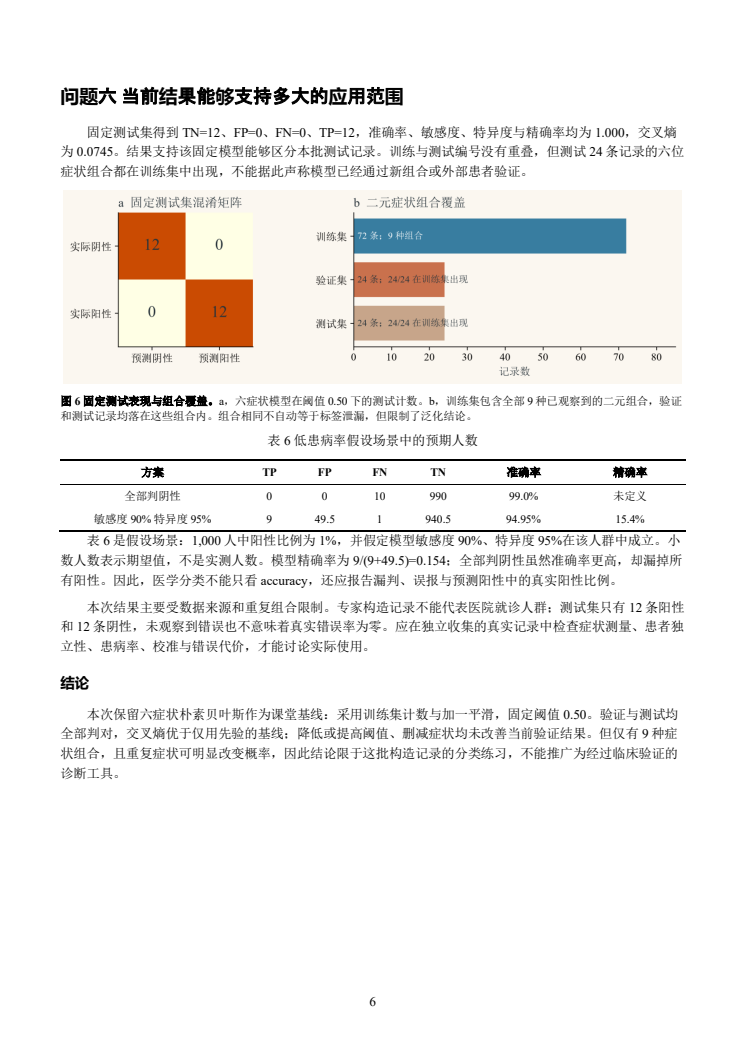 问题六 当前结果能够支持多大的应用范围
固定测试集得到 TN=12、FP=0、FN=0、TP=12，准确率、敏感度、特异度与精确率均为 1.000，交叉熵
为 0.0745。结果支持该固定模型能够区分本批测试记录。训练与测试编号没有重叠，但测试 24 条记录的六位
症状组合都在训练集中出现，不能据此声称模型已经通过新组合或外部患者验证。
a 固定测试集混淆矩阵
实际阴性 12 0
实际阳性 0 12
预测阴性 预测阳性
b 二元症状组合覆盖
训练集 72 条；9 种组合
验证集 24 条；24/24 在训练集出现
测试集 24 条；24/24 在训练集出现
0 10 20 30 40 50 60 70 80
记录数
图 6 固定测试表现与组合覆盖。a，六症状模型在阈值 0.50 下的测试计数。b，训练集包含全部 9 种已观察到的二元组合，验证
和测试记录均落在这些组合内。组合相同不自动等于标签泄漏，但限制了泛化结论。
表 6 低患病率假设场景中的预期人数
方案 TP FP FN TN 准确率 精确率
全部判阴性 0 0 10 990 99.0% 未定义
敏感度 90% 特异度 95% 9 49.5 1 940.5 94.95% 15.4%
表 6 是假设场景：1,000 人中阳性比例为 1%，并假定模型敏感度 90%、特异度 95%在该人群中成立。小
数人数表示期望值，不是实测人数。模型精确率为 9/(9+49.5)=0.154；全部判阴性虽然准确率更高，却漏掉所
有阳性。因此，医学分类不能只看 accuracy，还应报告漏判、误报与预测阳性中的真实阳性比例。
本次结果主要受数据来源和重复组合限制。专家构造记录不能代表医院就诊人群；测试集只有 12 条阳性
和 12 条阴性，未观察到错误也不意味着真实错误率为零。应在独立收集的真实记录中检查症状测量、患者独
立性、患病率、校准与错误代价，才能讨论实际使用。
结论
本次保留六症状朴素贝叶斯作为课堂基线：采用训练集计数与加一平滑，固定阈值 0.50。验证与测试均
全部判对，交叉熵优于仅用先验的基线；降低或提高阈值、删减症状均未改善当前验证结果。但仅有 9 种症
状组合，且重复症状可明显改变概率，因此结论限于这批构造记录的分类练习，不能推广为经过临床验证的
诊断工具。
6